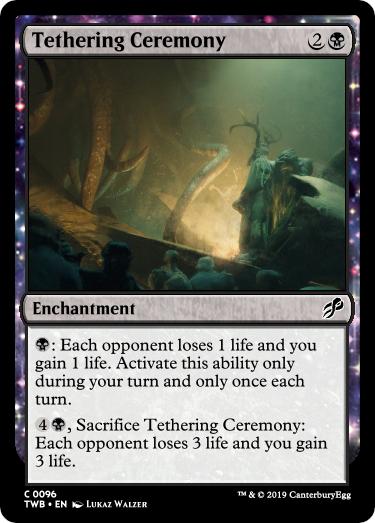 Tethering Ceremony 2
Enchantment
: Each opponent loses 1 life and you
gain 1 life. Activate this ability only
during your turn and only once each
turn.
4, Sacrifice Tethering Ceremony:
Each opponent loses 3 life and you gain
3 life.
C 0096
TWB • EN Lukaz Walzer
™ & © 2019 CanterburyEgg